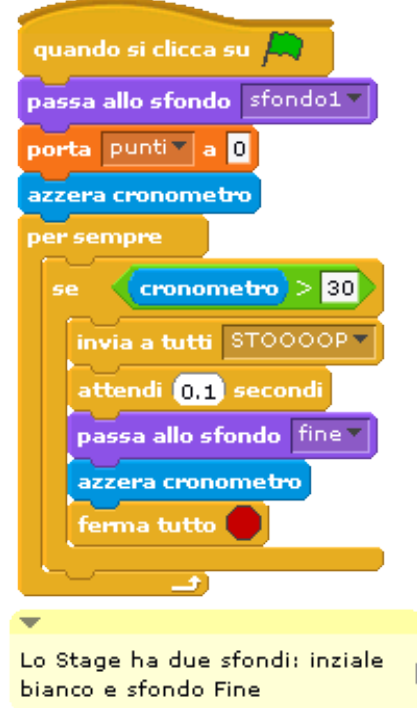 quando si clicca su
passa allo sfondo sfondo1
porta punti a 0
azzera cronometro
per sempre
se cronometro > 30
invia a tutti STOOOOP
attendi 0.1 secondi
passa allo sfondo fine
azzera cronometro
ferma tutto
Lo Stage ha due sfondi: inziale
bianco e sfondo Fine